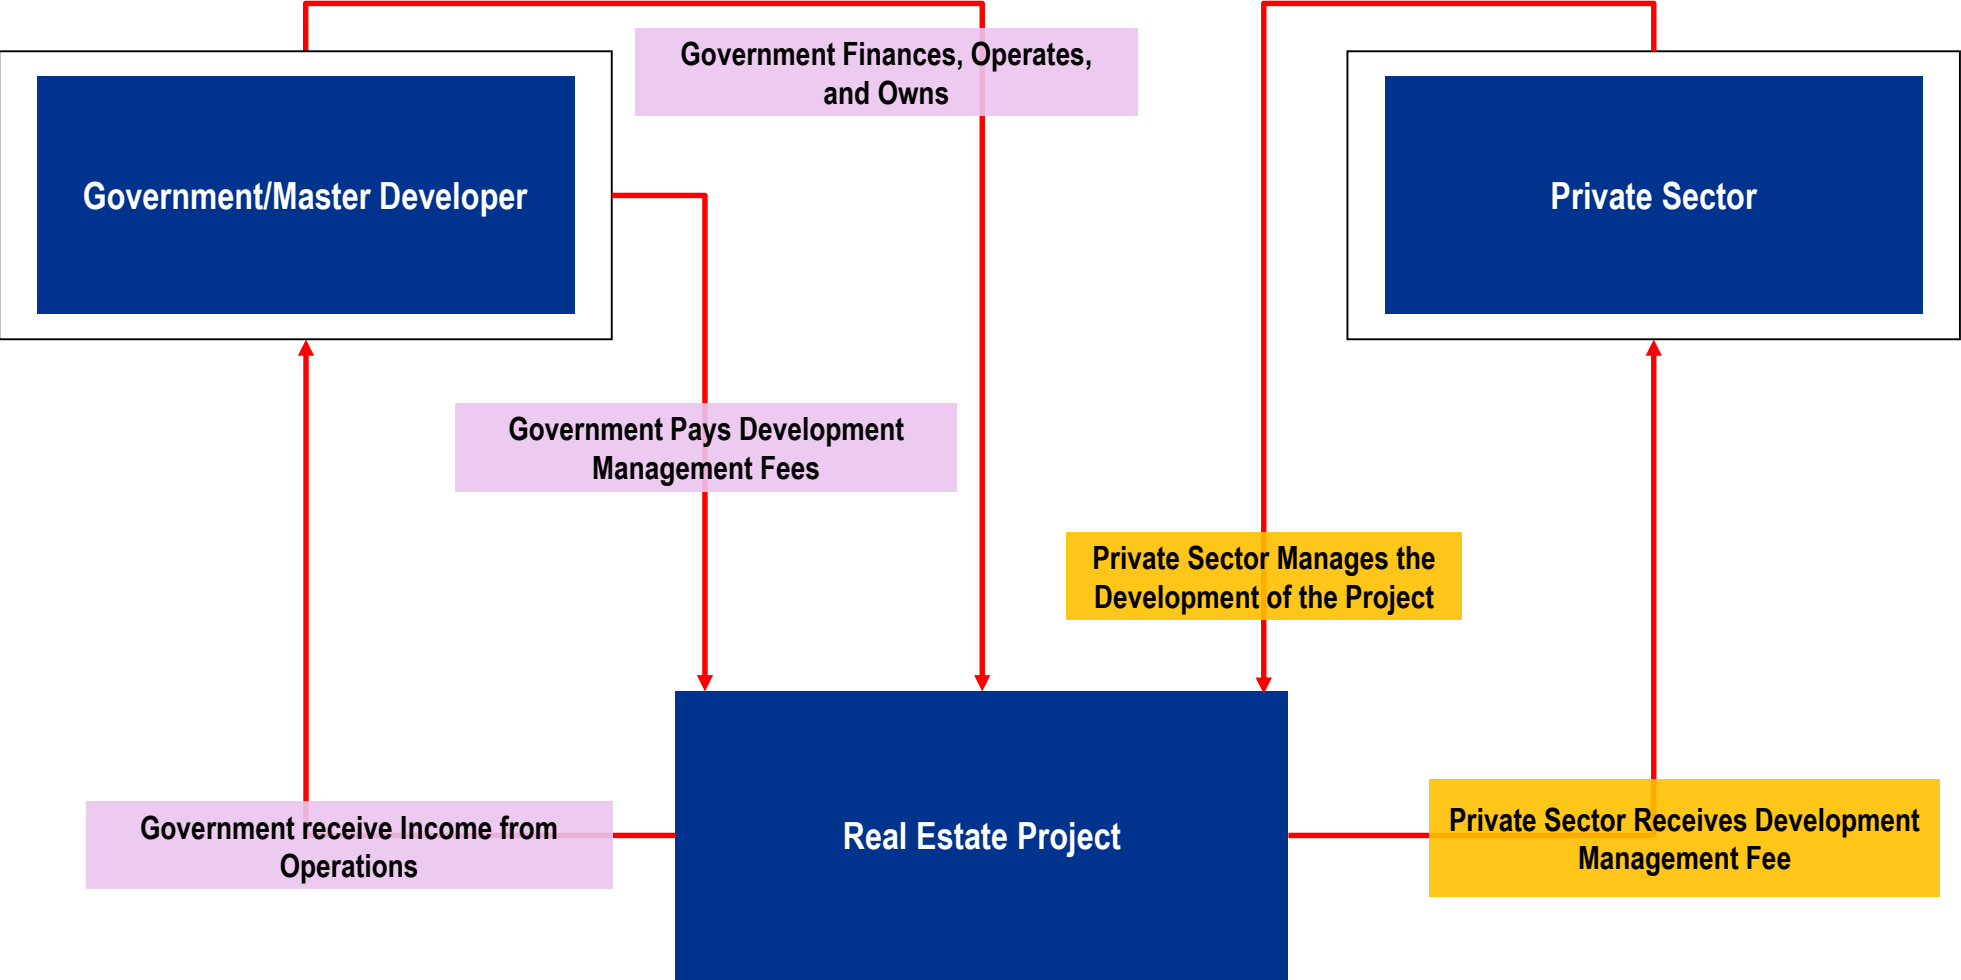 Government Finances, Operates,
and Owns
Government/Master Developer
Private Sector
Government Pays Development
Management Fees
Private Sector Manages the
Development of the Project
Government receive Income from
Operations
Real Estate Project
Private Sector Receives Development
Management Fee